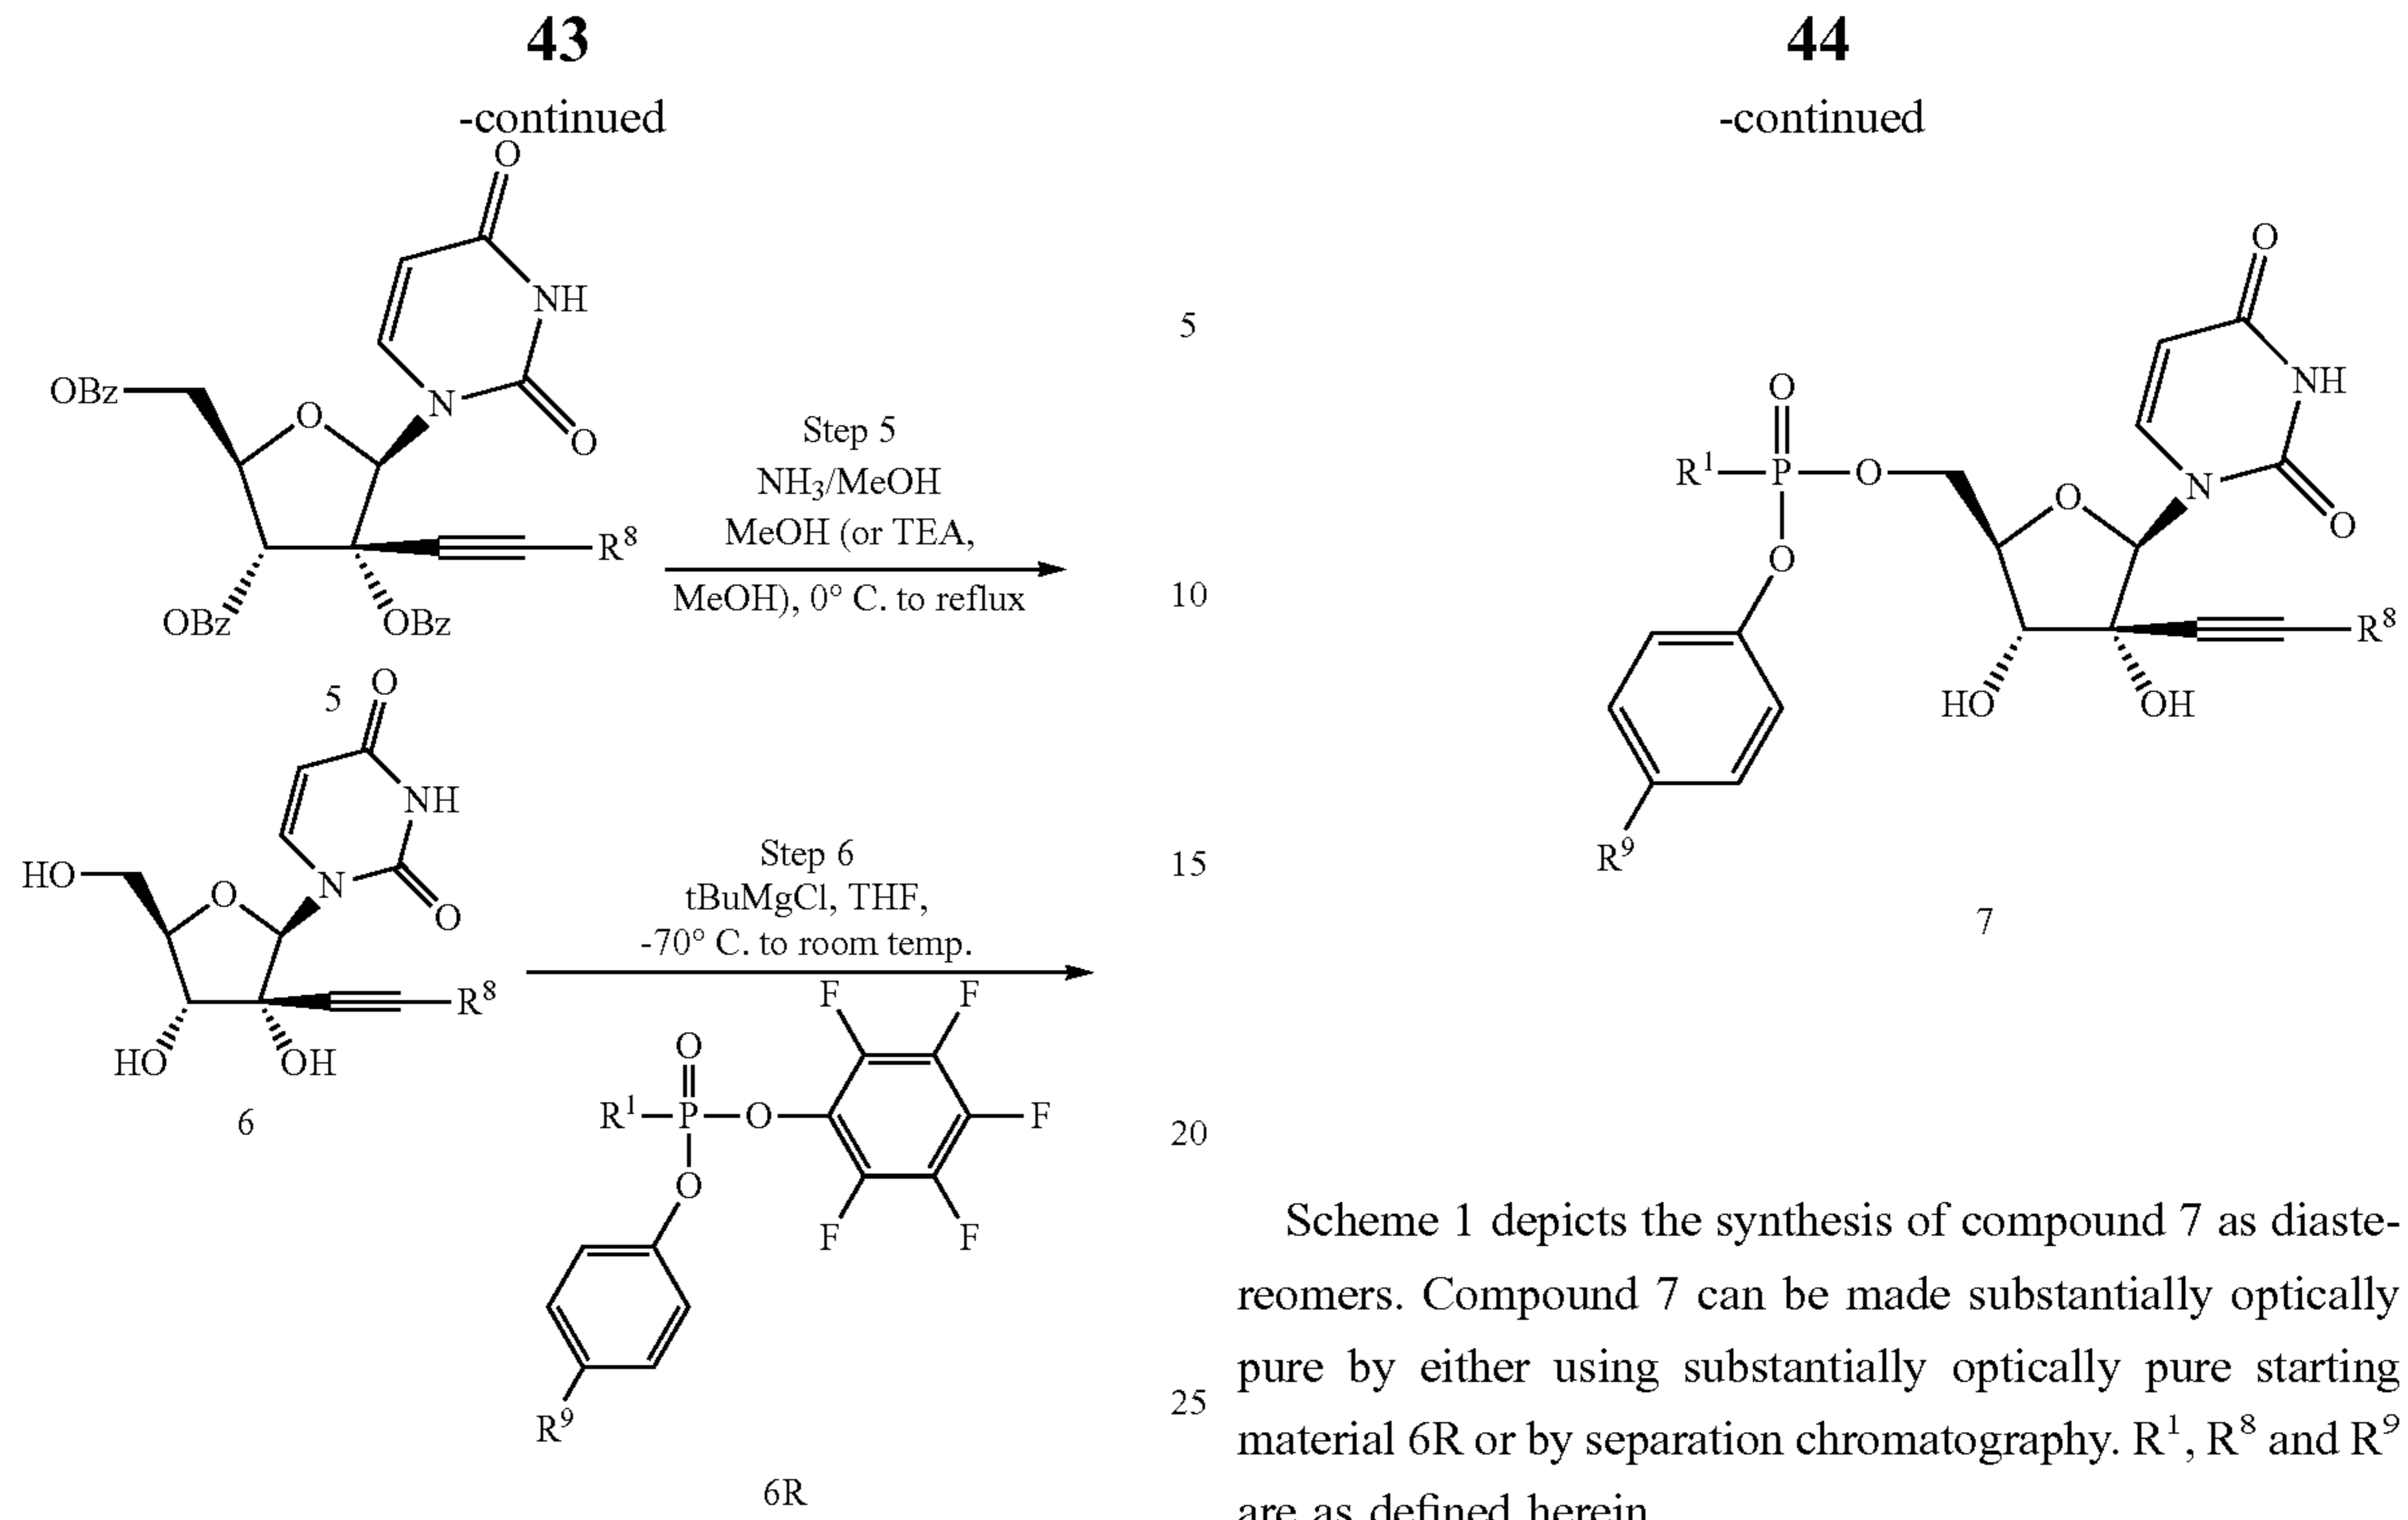 43
-continued
O
NH
N
O
O
OBz
R⁸
OBz
OBz
5
Step 5
NH₃/MeOH
MeOH (or TEA,
MeOH), 0° C. to reflux
O
NH
N
O
HO
O
R⁸
HO
OH
6
Step 6
tBuMgCl, THF,
-70° C. to room temp.
F
F
O
R¹
P
O
F
O
F
F
R⁹
6R
5
10
15
20
25
44
-continued
O
NH
O
R¹
P
O
O
N
O
O
R⁸
HO
OH
R⁹
7
Scheme 1 depicts the synthesis of compound 7 as diaste-
reomers. Compound 7 can be made substantially optically
pure by either using substantially optically pure starting
material 6R or by separation chromatography. R¹, R⁸ and R⁹
are as defined herein